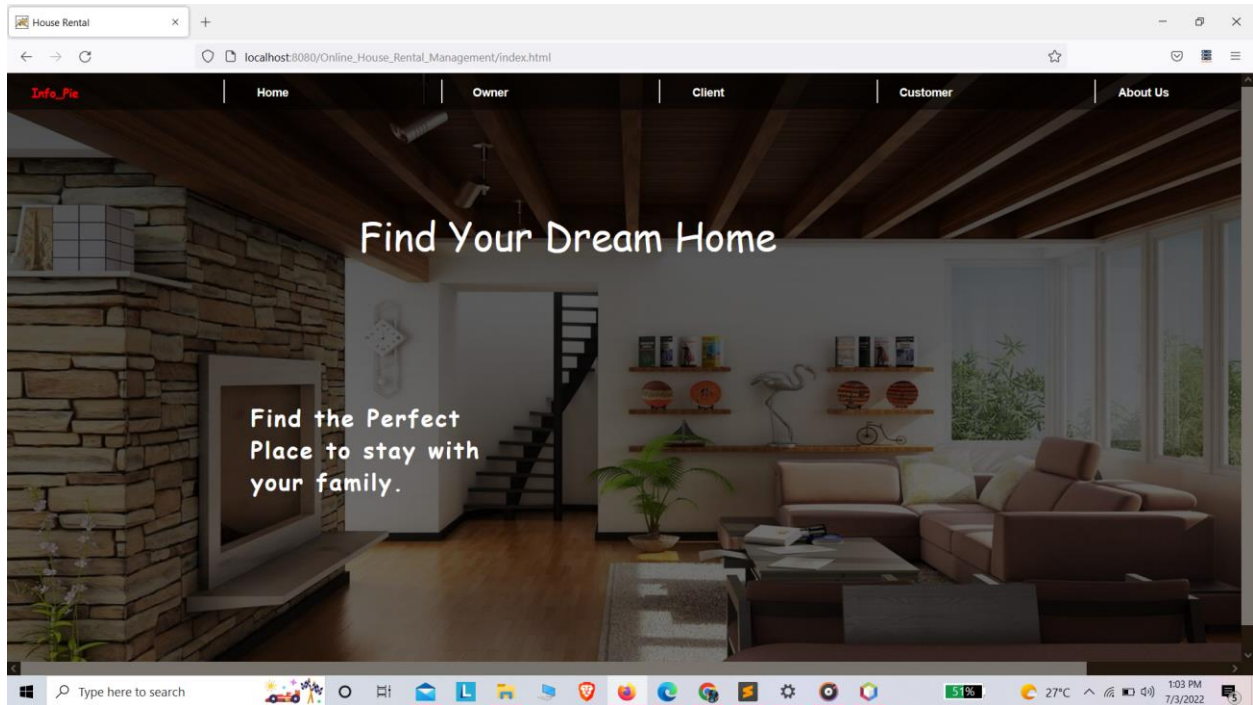 House Rental
localhost:8080/Online_House_Rental_Management/index.html
Info_Pie Home Owner Client Customer About Us
Find Your Dream Home
Find the Perfect
Place to stay with
your family.
Type here to search
51% 27°C 1:03 PM
7/3/2022
5